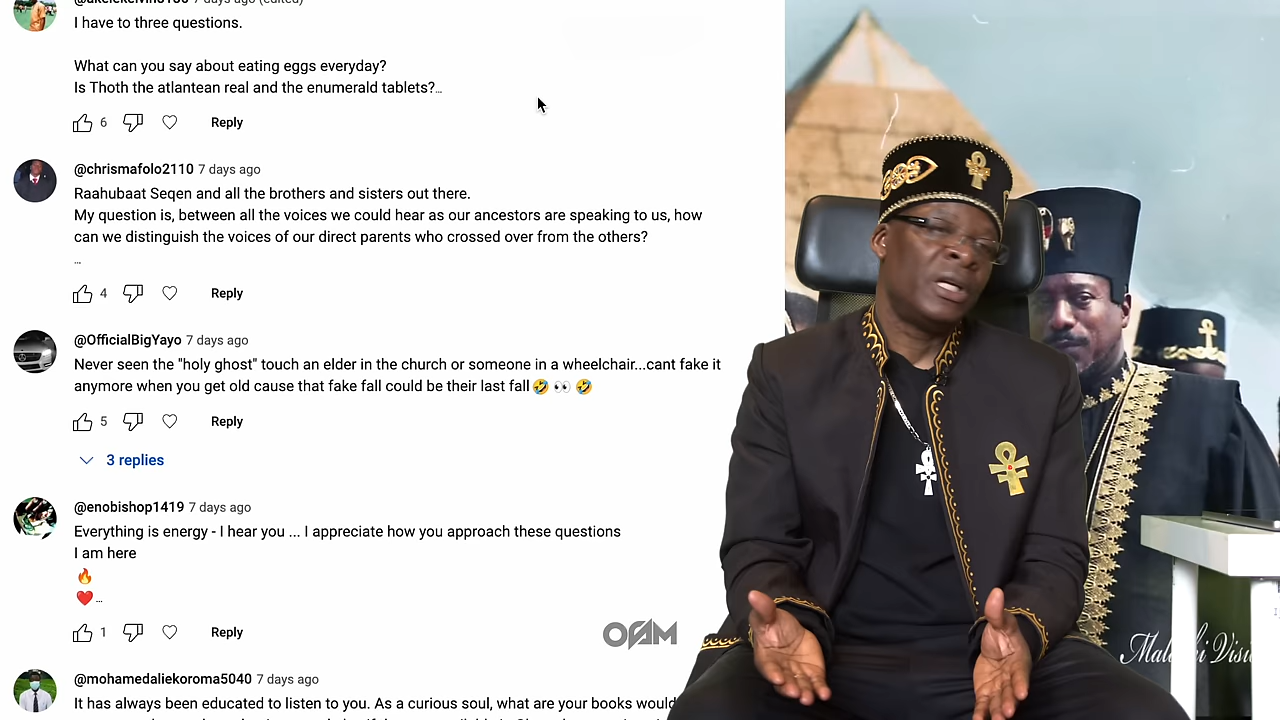 7 days ago (edited)
I have to three questions.
What can you say about eating eggs everyday?
Is Thoth the atlantean real and the enumerald tablets?...
6 Reply
@chrismafolo2110 7 days ago
Raahubaat Seqen and all the brothers and sisters out there.
My question is, between all the voices we could hear as our ancestors are speaking to us, how
can we distinguish the voices of our direct parents who crossed over from the others?
...
4 Reply
@OfficialBigYayo 7 days ago
Never seen the "holy ghost" touch an elder in the church or someone in a wheelchair...cant fake it
anymore when you get old cause that fake fall could be their last fall🤣 👀 🤣
5 Reply
3 replies
@enobishop1419 7 days ago
Everything is energy - I hear you ... I appreciate how you approach these questions
I am here
🔥
❤️ ...
1 Reply
OFAM
@mohamedaliekoroma5040 7 days ago
It has always been educated to listen to you. As a curious soul, what are your books would